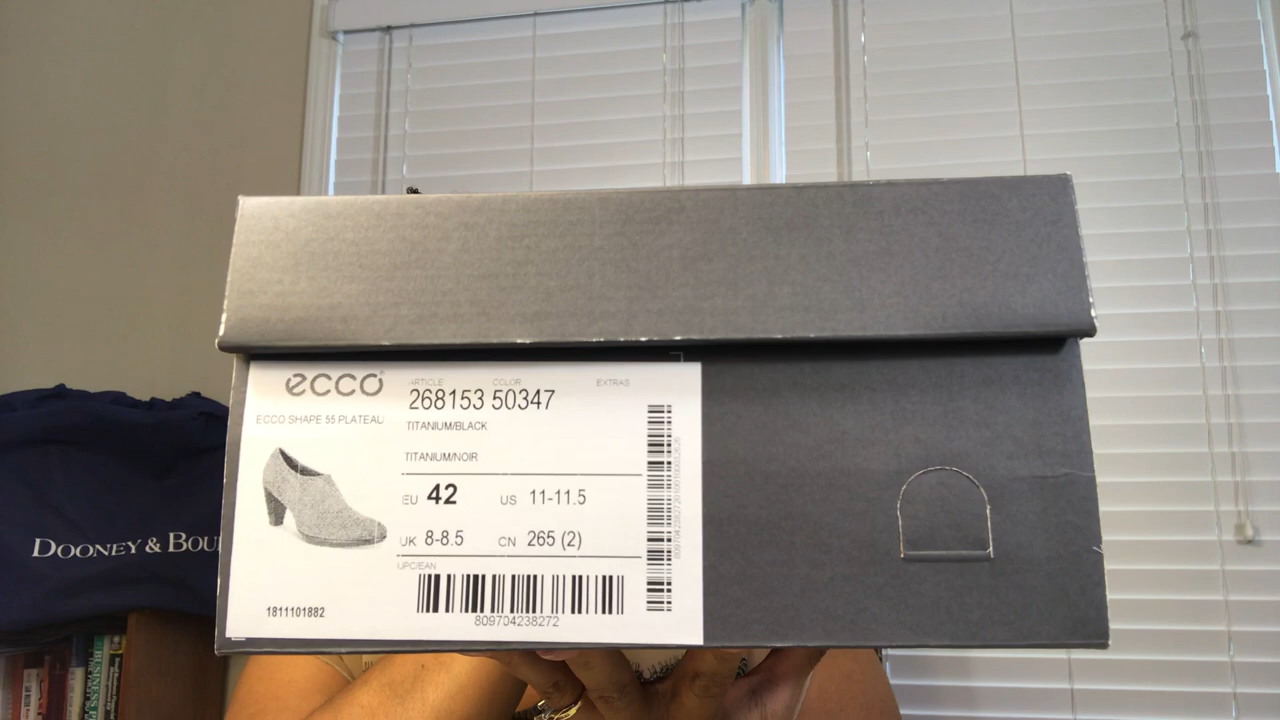 ecco
ARTICLE COLOR EXTRAS
268153 50347
ECCO SHAPE 55 PLATEAU
TITANIUM/BLACK
TITANIUM/NOIR
EU 42 US 11-11.5
UK 8-8.5 CN 265 (2)
UPC/EAN
809704238272
1811101882
DOONEY & BOU
BUSINESS